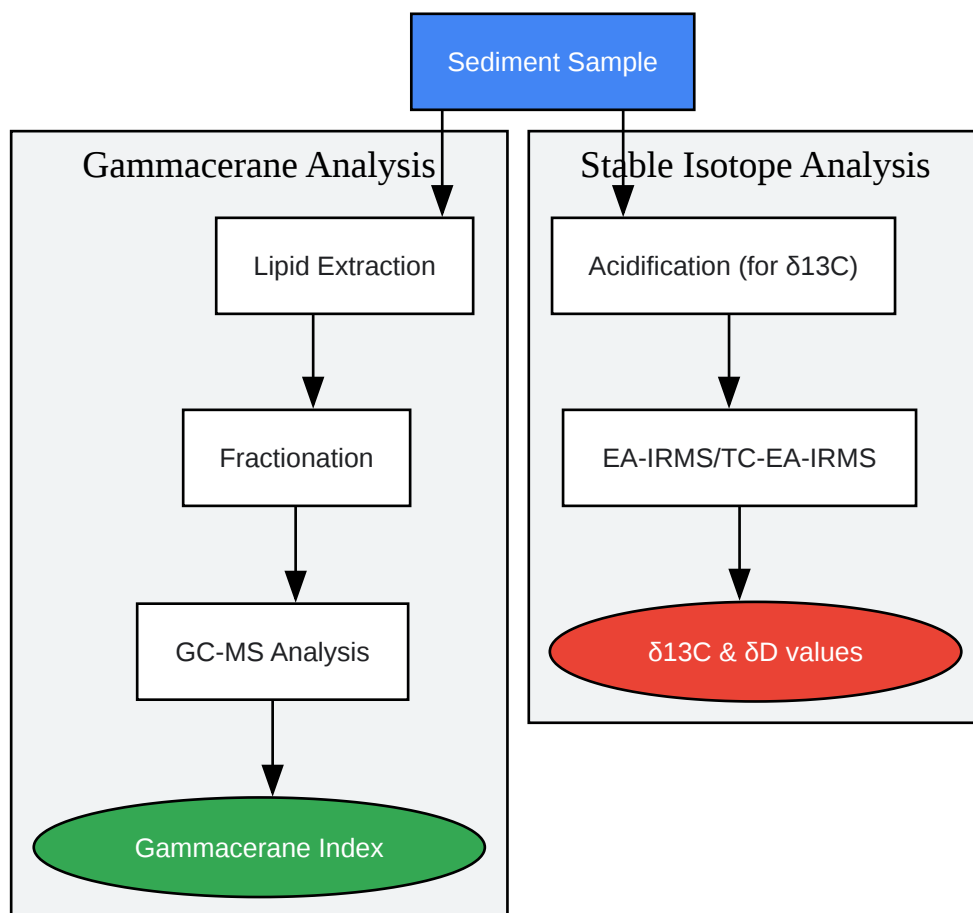 Sediment Sample
Gammacerane Analysis
Lipid Extraction
Fractionation
GC-MS Analysis
Gammacerane Index
Stable Isotope Analysis
Acidification (for δ13C)
EA-IRMS/TC-EA-IRMS
δ13C & δD values